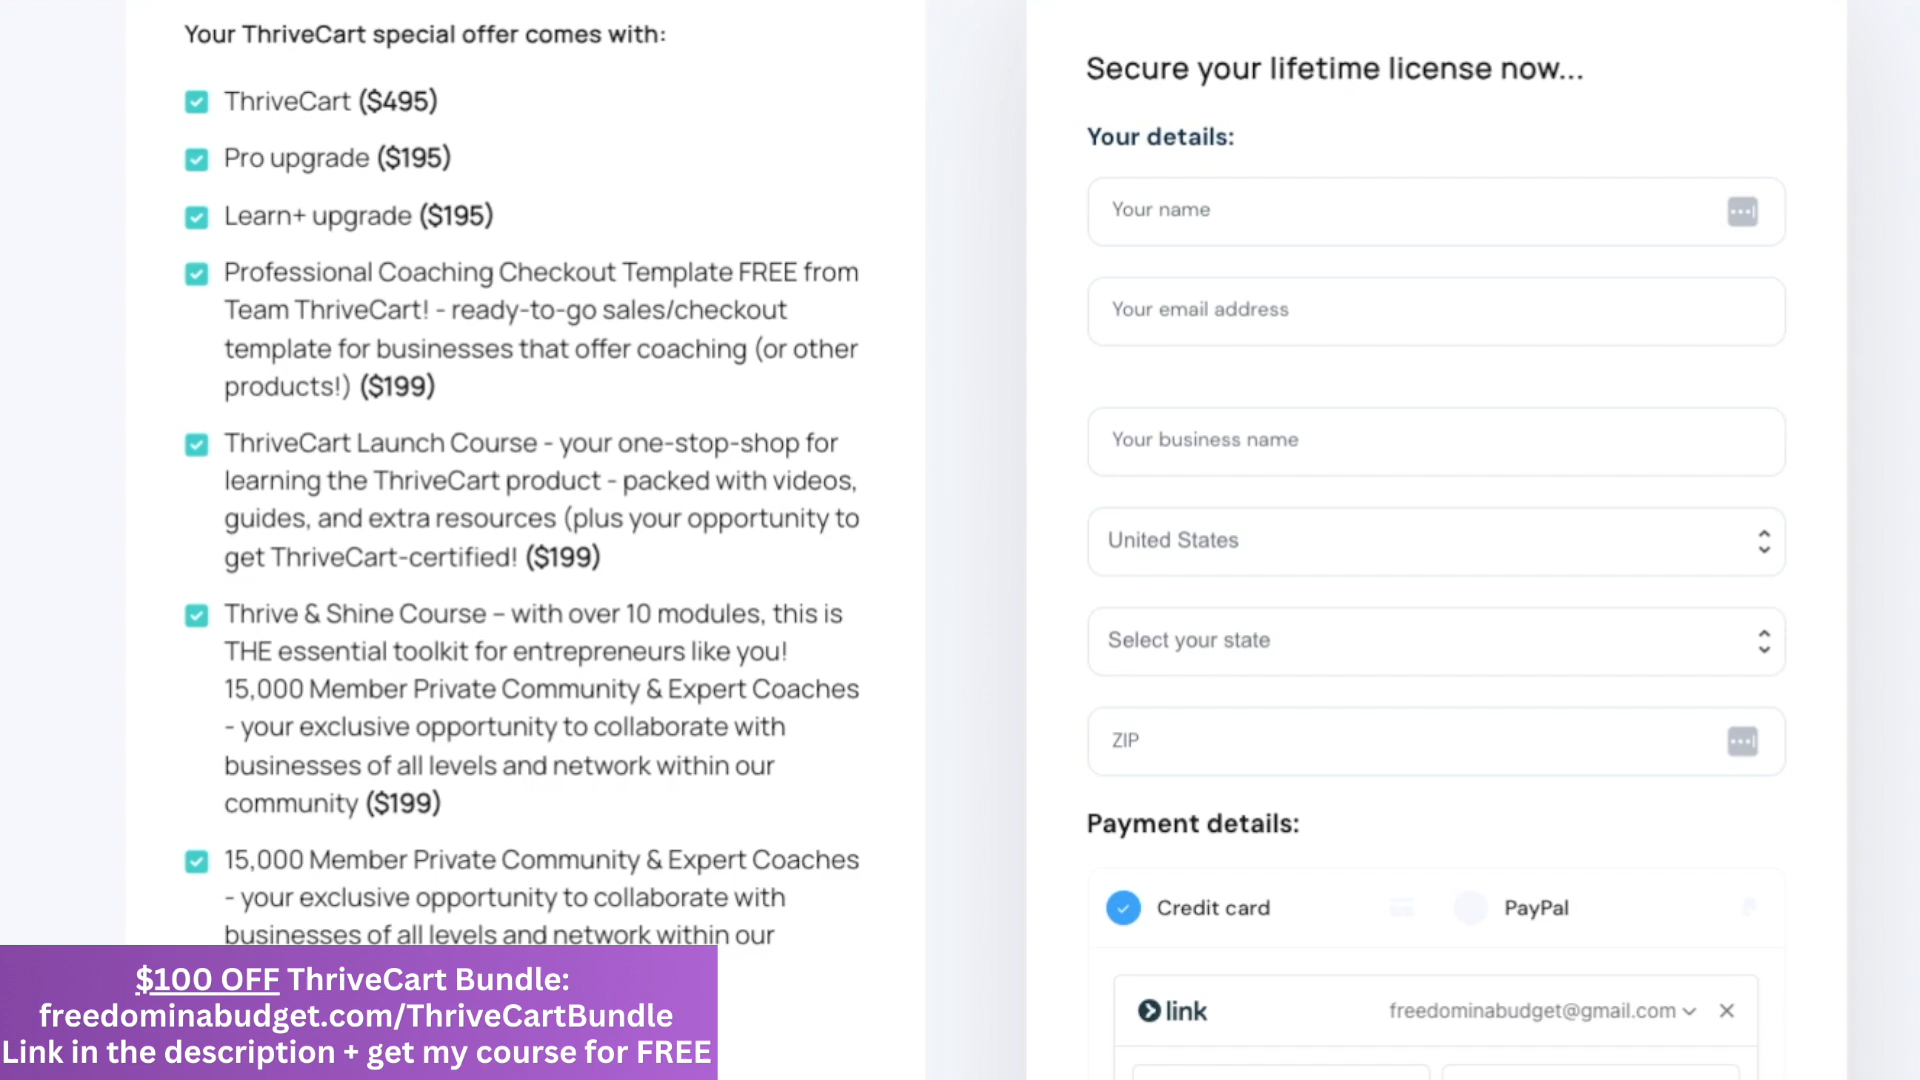 Your ThriveCart special offer comes with:
ThriveCart ($495)
Pro upgrade ($195)
Learn+ upgrade ($195)
Professional Coaching Checkout Template FREE from
Team ThriveCart! - ready-to-go sales/checkout
template for businesses that offer coaching (or other
products!) ($199)
ThriveCart Launch Course - your one-stop-shop for
learning the ThriveCart product - packed with videos,
guides, and extra resources (plus your opportunity to
get ThriveCart-certified! ($199)
Thrive & Shine Course – with over 10 modules, this is
THE essential toolkit for entrepreneurs like you!
15,000 Member Private Community & Expert Coaches
- your exclusive opportunity to collaborate with
businesses of all levels and network within our
community ($199)
15,000 Member Private Community & Expert Coaches
- your exclusive opportunity to collaborate with
businesses of all levels and network within our
$100 OFF ThriveCart Bundle:
freedominabudget.com/ThriveCartBundle
Link in the description + get my course for FREE
Secure your lifetime license now...
Your details:
Your name
Your email address
Your business name
United States
Select your state
ZIP
Payment details:
Credit card
PayPal
link
freedominabudget@gmail.com